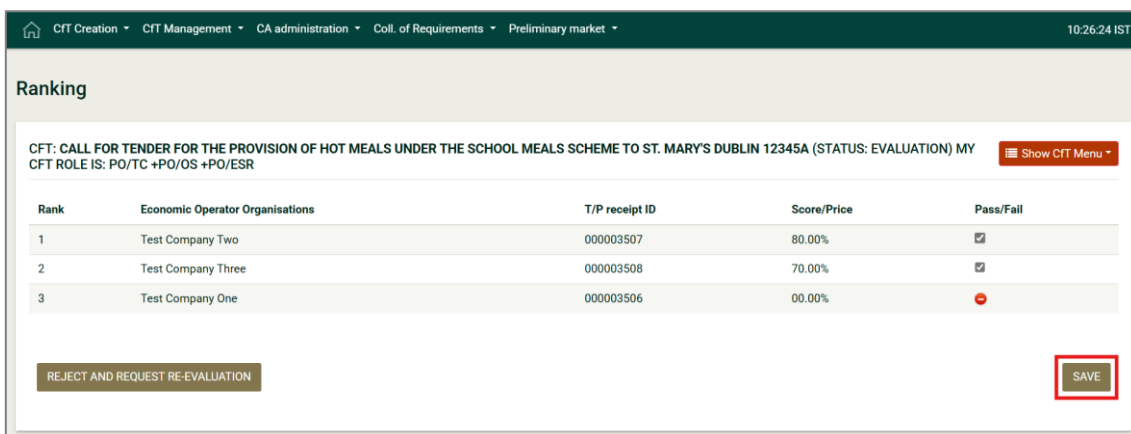 CfT Creation CfT Management CA administration Coll. of Requirements Preliminary market 10:26:24 IST
Ranking
CFT: CALL FOR TENDER FOR THE PROVISION OF HOT MEALS UNDER THE SCHOOL MEALS SCHEME TO ST. MARY'S DUBLIN 12345A (STATUS: EVALUATION) MY
CFT ROLE IS: PO/TC +PO/OS +PO/ESR
Show CfT Menu
Rank Economic Operator Organisations T/P receipt ID Score/Price Pass/Fail
1 Test Company Two 000003507 80.00%
2 Test Company Three 000003508 70.00%
3 Test Company One 000003506 00.00%
REJECT AND REQUEST RE-EVALUATION SAVE